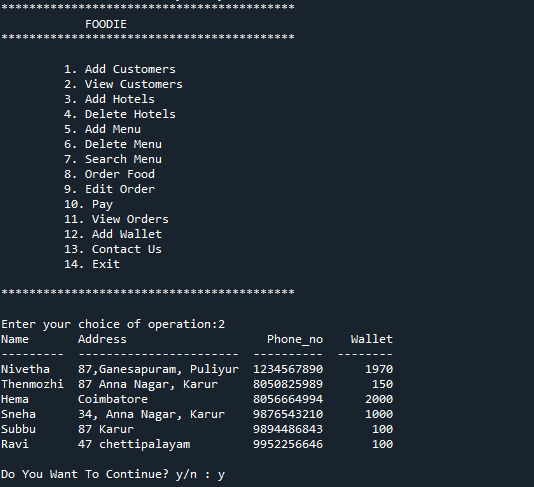 ******************************************
FOODIE
******************************************
1. Add Customers
2. View Customers
3. Add Hotels
4. Delete Hotels
5. Add Menu
6. Delete Menu
7. Search Menu
8. Order Food
9. Edit Order
10. Pay
11. View Orders
12. Add Wallet
13. Contact Us
14. Exit
******************************************
Enter your choice of operation:2
Name       Address                  Phone_no    Wallet
---------  -----------------------  ----------  --------
Nivetha    87,Ganesapuram, Puliyur  1234567890      1970
Thenmozhi  87 Anna Nagar, Karur     8050825989       150
Hema       Coimbatore               8056664994      2000
Sneha      34, Anna Nagar, Karur    9876543210      1000
Subbu      87 Karur                 9894486843       100
Ravi       47 chettipalayam         9952256646       100
Do You Want To Continue? y/n : y